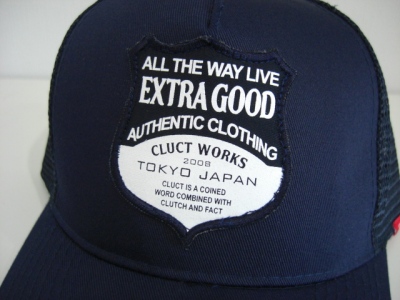 ALL THE WAY LIVE
EXTRA GOOD
AUTHENTIC CLOTHING
CLUCT WORKS
2008
TOKYO JAPAN
CLUCT IS A COINED
WORD COMBINED WITH
CLUTCH AND FACT